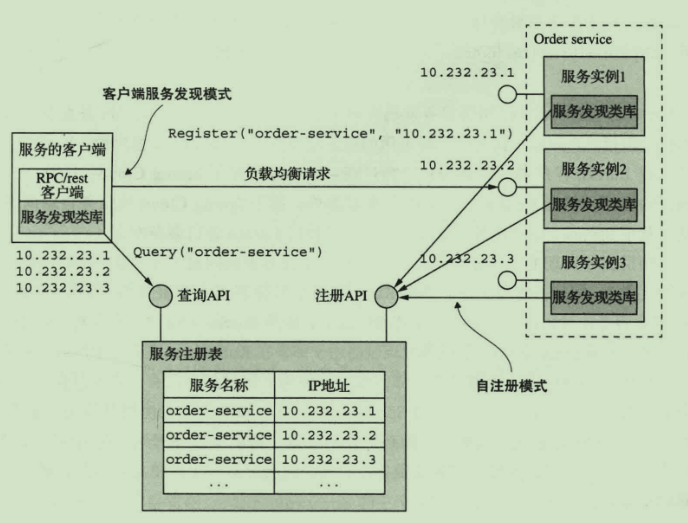 Order service
10.232.23.1
服务实例1
服务发现类库
客户端服务发现模式
Register("order-service", "10.232.23.1")
服务的客户端
RPC/rest
客户端
服务发现类库
负载均衡请求
10.232.23.2
服务实例2
服务发现类库
10.232.23.1
10.232.23.2
10.232.23.3
Query("order-service")
10.232.23.3
服务实例3
服务发现类库
查询API
注册API
服务注册表
服务名称 IP地址
order-service 10.232.23.1
order-service 10.232.23.2
order-service 10.232.23.3
... ...
自注册模式